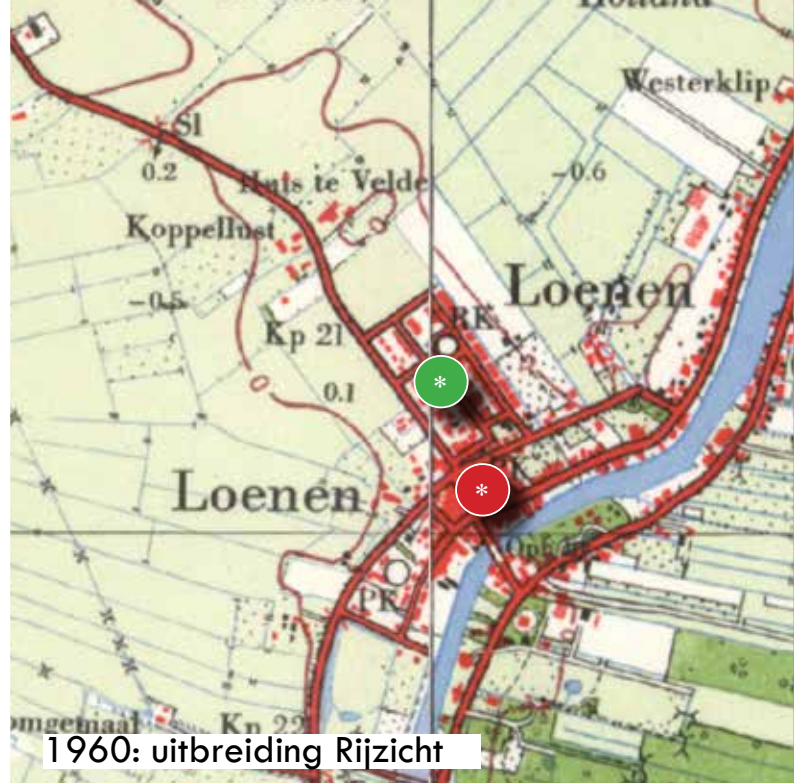 Holland
Westerklip.
Sl
0.2
-0.6
Huis te Velde
Koppellust
Loenen
-0.5
RK
Kp 21
*
0.1
*
Loenen
PK
Kp 22
1960: uitbreiding Rijzicht